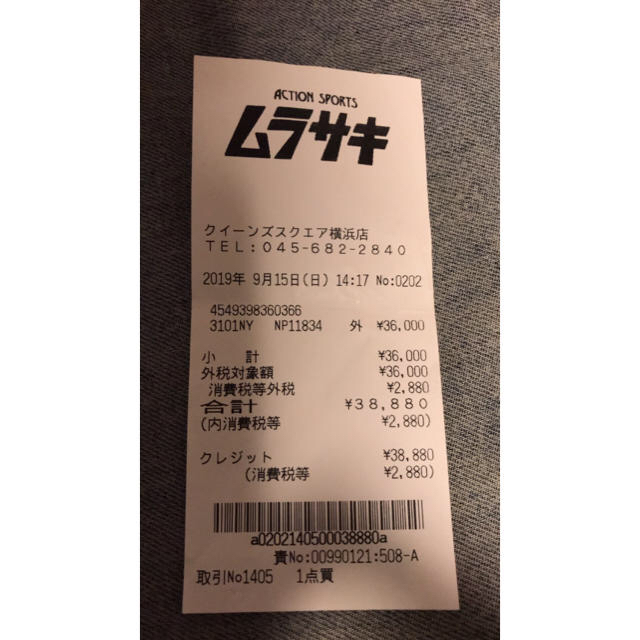 ACTION SPORTS
ムラサキ
クイーンズスクエア横浜店
TEL:045-682-2840
2019年 9月15日(日) 14:17 No:0202
4549398360366
3101NY NP11834 外 ¥36,000
小 計 ¥36,000
外税対象額 ¥36,000
消費税等外税 ¥2,880
合計 ¥38,880
(内消費税等 ¥2,880)
クレジット ¥38,880
(消費税等 ¥2,880)
a0202140500038880a
責No:00990121:508-A
取引No1405 1点買